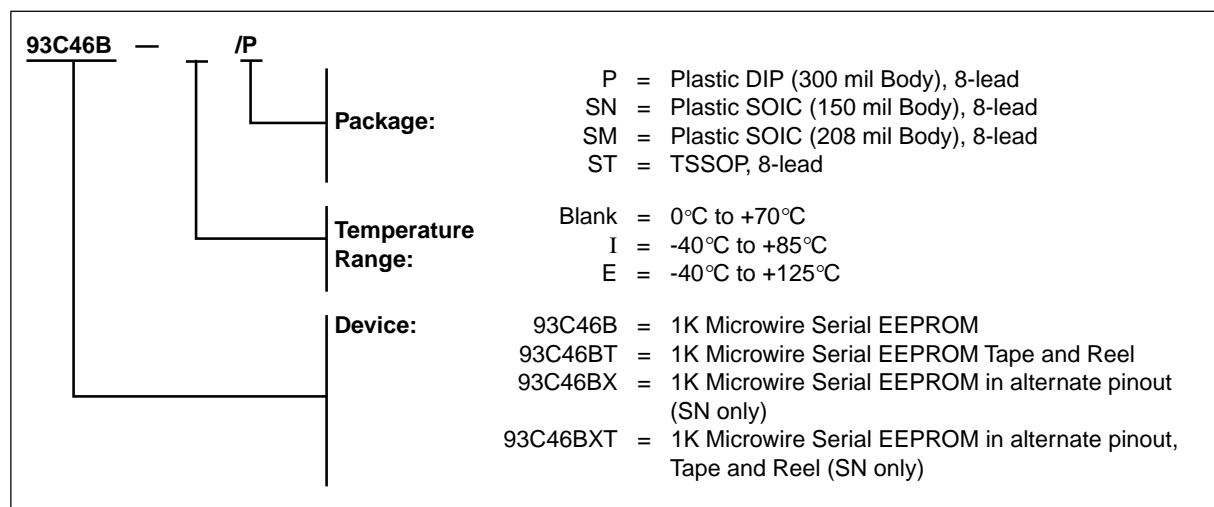 93C46B — /P
Package:
P = Plastic DIP (300 mil Body), 8-lead
SN = Plastic SOIC (150 mil Body), 8-lead
SM = Plastic SOIC (208 mil Body), 8-lead
ST = TSSOP, 8-lead
Temperature Range:
Blank = 0°C to +70°C
I = -40°C to +85°C
E = -40°C to +125°C
Device:
93C46B = 1K Microwire Serial EEPROM
93C46BT = 1K Microwire Serial EEPROM Tape and Reel
93C46BX = 1K Microwire Serial EEPROM in alternate pinout
(SN only)
93C46BXT = 1K Microwire Serial EEPROM in alternate pinout,
Tape and Reel (SN only)